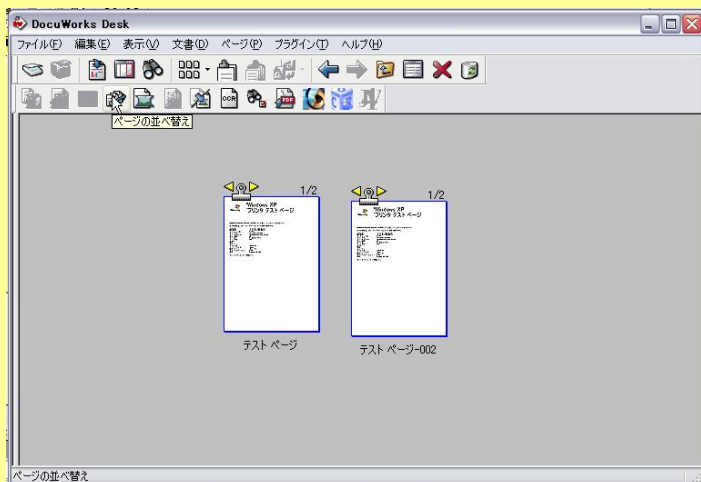 DocuWorks Desk
ファイル(F) 編集(E) 表示(V) 文書(D) ページ(P) プラグイン(T) ヘルプ(H)
OCR
PDF
ページの並べ替え
1/2
1/2
Windows XP
プリンタ テスト ページ
Windows XP
プリンタ テスト ページ
テスト ページ
テスト ページ-002
ページの並べ替え